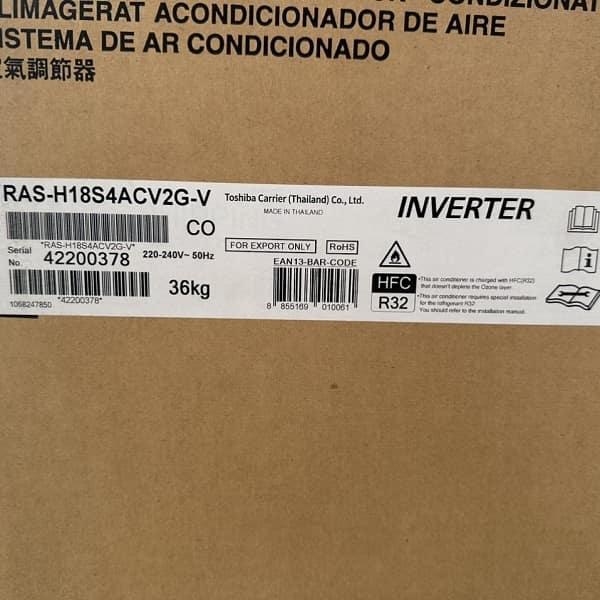 CONDIZIONAT
LIMAGERAT ACONDICIONADOR DE AIRE
ISTEMA DE AR CONDICIONADO
氣調節器
RAS-H18S4ACV2G-V
Toshiba Carrier (Thailand) Co., Ltd.
MADE IN THAILAND
INVERTER
CO
*RAS-H18S4ACV2G-V*
Serial No. 42200378
220-240V~ 50Hz
FOR EXPORT ONLY
RoHS
EAN13-BAR-CODE
36kg
HFC
R32
*This air conditioner is charged with HFC(R32)
that doesn't deplete the Ozone layer.
*This air conditioner requires special installation
for the refrigerant R32.
You should refer to the installation manual.
*42200378*
1068247850
8 855169 010061